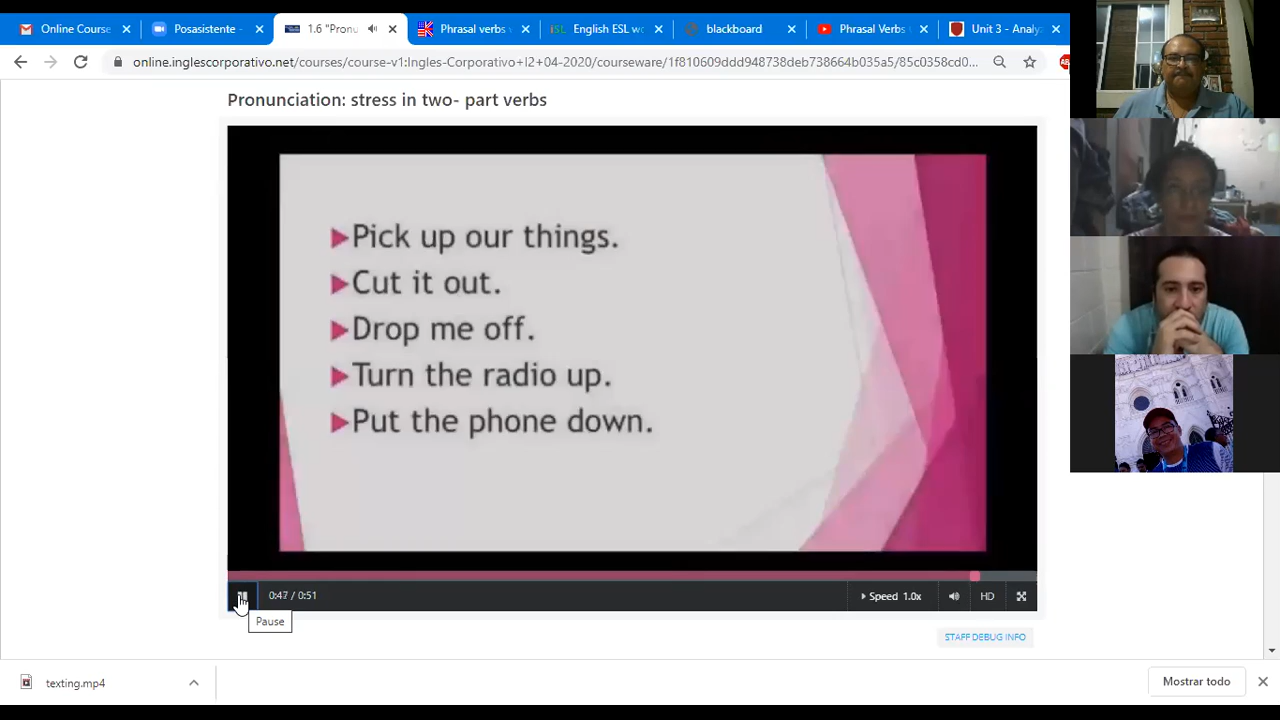 Online Course
Posasistente -
1.6 "Pronu
Phrasal verbs
ISL
English ESL wo
blackboard
Phrasal Verbs
Unit 3 - Analy
online.inglescorporativo.net/courses/course-v1:Ingles-Corporativo+I2+04-2020/courseware/1f810609ddd948738deb738664b035a5/85c0358cd0...
Pronunciation: stress in two- part verbs
Pick up our things.
Cut it out.
Drop me off.
Turn the radio up.
Put the phone down.
0:47 / 0:51
Speed 1.0x
HD
Pause
STAFF DEBUG INFO
texting.mp4
Mostrar todo